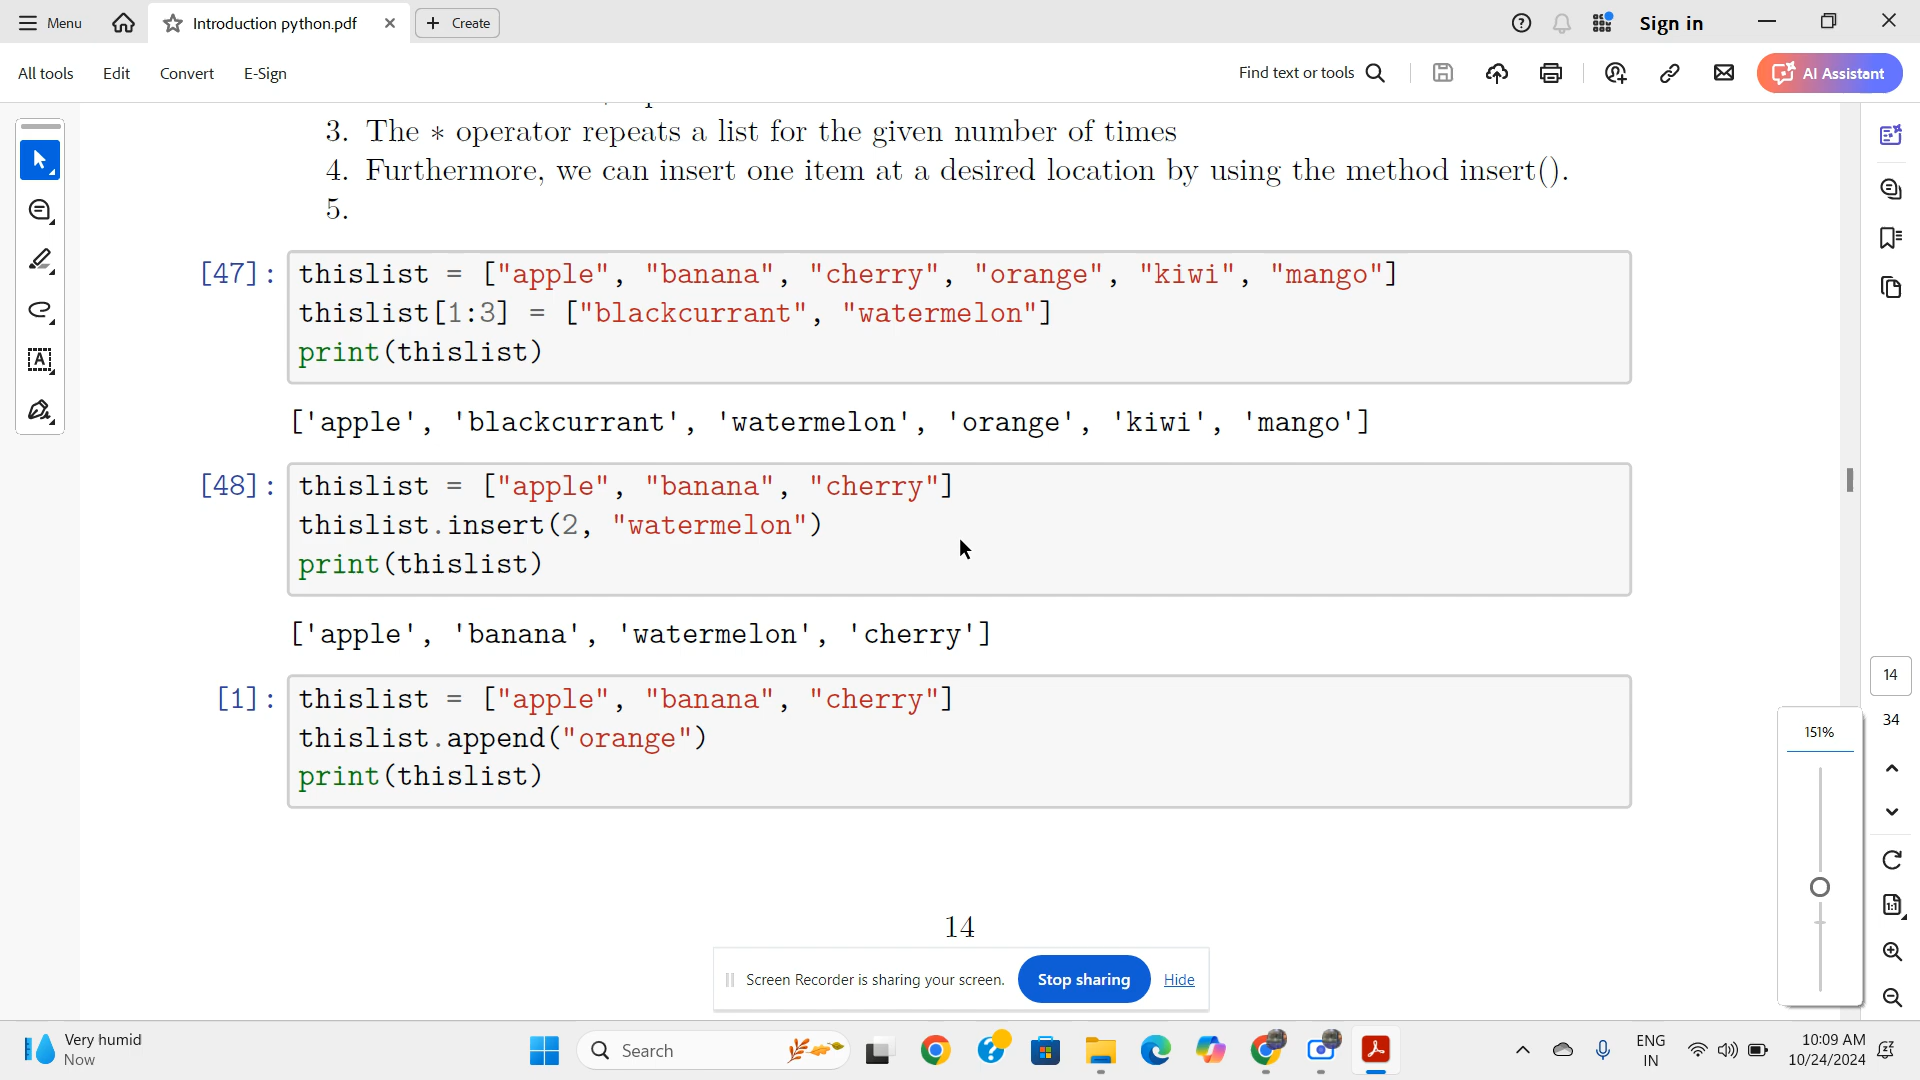 Menu
Introduction python.pdf
Create
Sign in
All tools
Edit
Convert
E-Sign
Find text or tools
AI Assistant
3. The * operator repeats a list for the given number of times
4. Furthermore, we can insert one item at a desired location by using the method insert().
5.
[47]: thislist = ["apple", "banana", "cherry", "orange", "kiwi", "mango"]
thislist[1:3] = ["blackcurrant", "watermelon"]
print(thislist)
['apple', 'blackcurrant', 'watermelon', 'orange', 'kiwi', 'mango']
[48]: thislist = ["apple", "banana", "cherry"]
thislist.insert(2, "watermelon")
print(thislist)
['apple', 'banana', 'watermelon', 'cherry']
[1]: thislist = ["apple", "banana", "cherry"]
thislist.append("orange")
print(thislist)
14
14
34
151%
Screen Recorder is sharing your screen.
Stop sharing
Hide
Very humid
Now
Search
ENG
IN
10:09 AM
10/24/2024